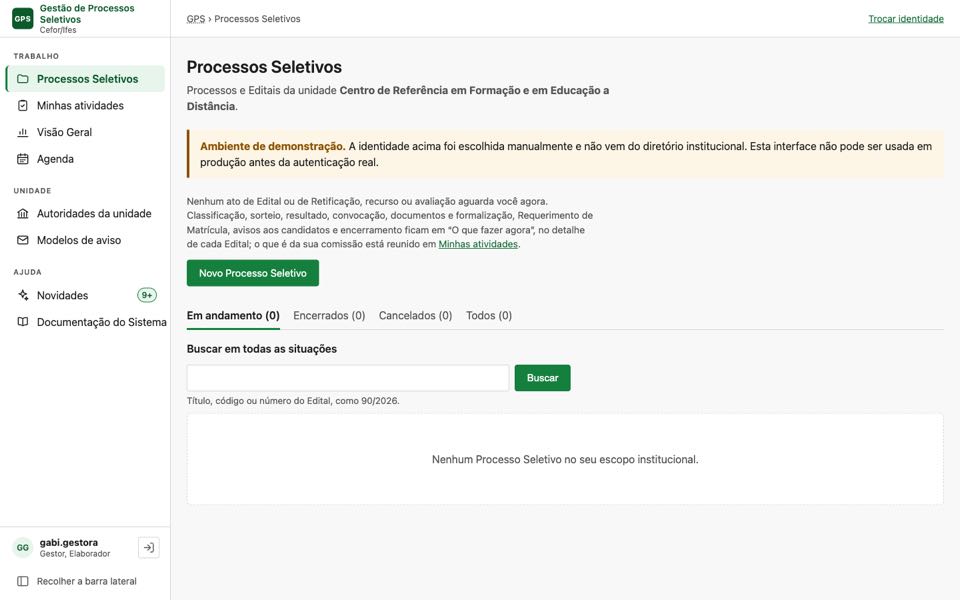 GPS
Gestão de Processos
Seletivos
Cefor/Ifes
GPS › Processos Seletivos
Trocar identidade
TRABALHO
Processos Seletivos
Minhas atividades
Visão Geral
Agenda
UNIDADE
Autoridades da unidade
Modelos de aviso
AJUDA
Novidades
9+
Documentação do Sistema
Processos Seletivos
Processos e Editais da unidade Centro de Referência em Formação e em Educação a
Distância.
Ambiente de demonstração. A identidade acima foi escolhida manualmente e não vem do diretório institucional. Esta interface não pode ser usada em
produção antes da autenticação real.
Nenhum ato de Edital ou de Retificação, recurso ou avaliação aguarda você agora.
Classificação, sorteio, resultado, convocação, documentos e formalização, Requerimento de
Matrícula, avisos aos candidatos e encerramento ficam em "O que fazer agora", no detalhe
de cada Edital; o que é da sua comissão está reunido em Minhas atividades.
Novo Processo Seletivo
Em andamento (0)
Encerrados (0)
Cancelados (0)
Todos (0)
Buscar em todas as situações
Buscar
Título, código ou número do Edital, como 90/2026.
Nenhum Processo Seletivo no seu escopo institucional.
GG
gabi.gestora
Gestor, Elaborador
Recolher a barra lateral